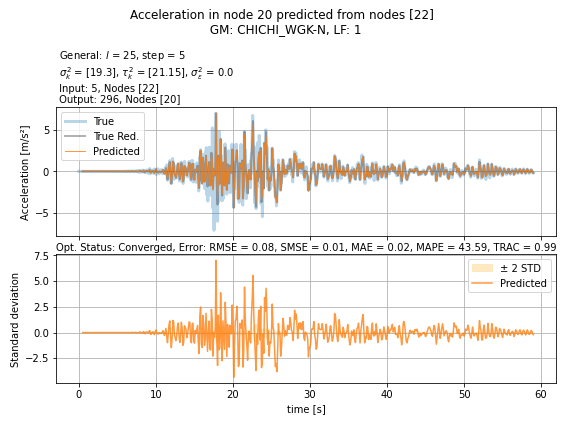 Acceleration in node 20 predicted from nodes [22]
GM: CHICHI_WGK-N, LF: 1
General: l = 25, step = 5
σ²ₖ = [19.3], τ²ₖ = [21.15], σ²ε = 0.0
Input: 5, Nodes [22]
Output: 296, Nodes [20]
True
True Red.
Predicted
Acceleration [m/s²]
5
0
−5
Opt. Status: Converged, Error: RMSE = 0.08, SMSE = 0.01, MAE = 0.02, MAPE = 43.59, TRAC = 0.99
± 2 STD
Predicted
Standard deviation
7.5
5.0
2.5
0.0
−2.5
0 10 20 30 40 50 60
time [s]